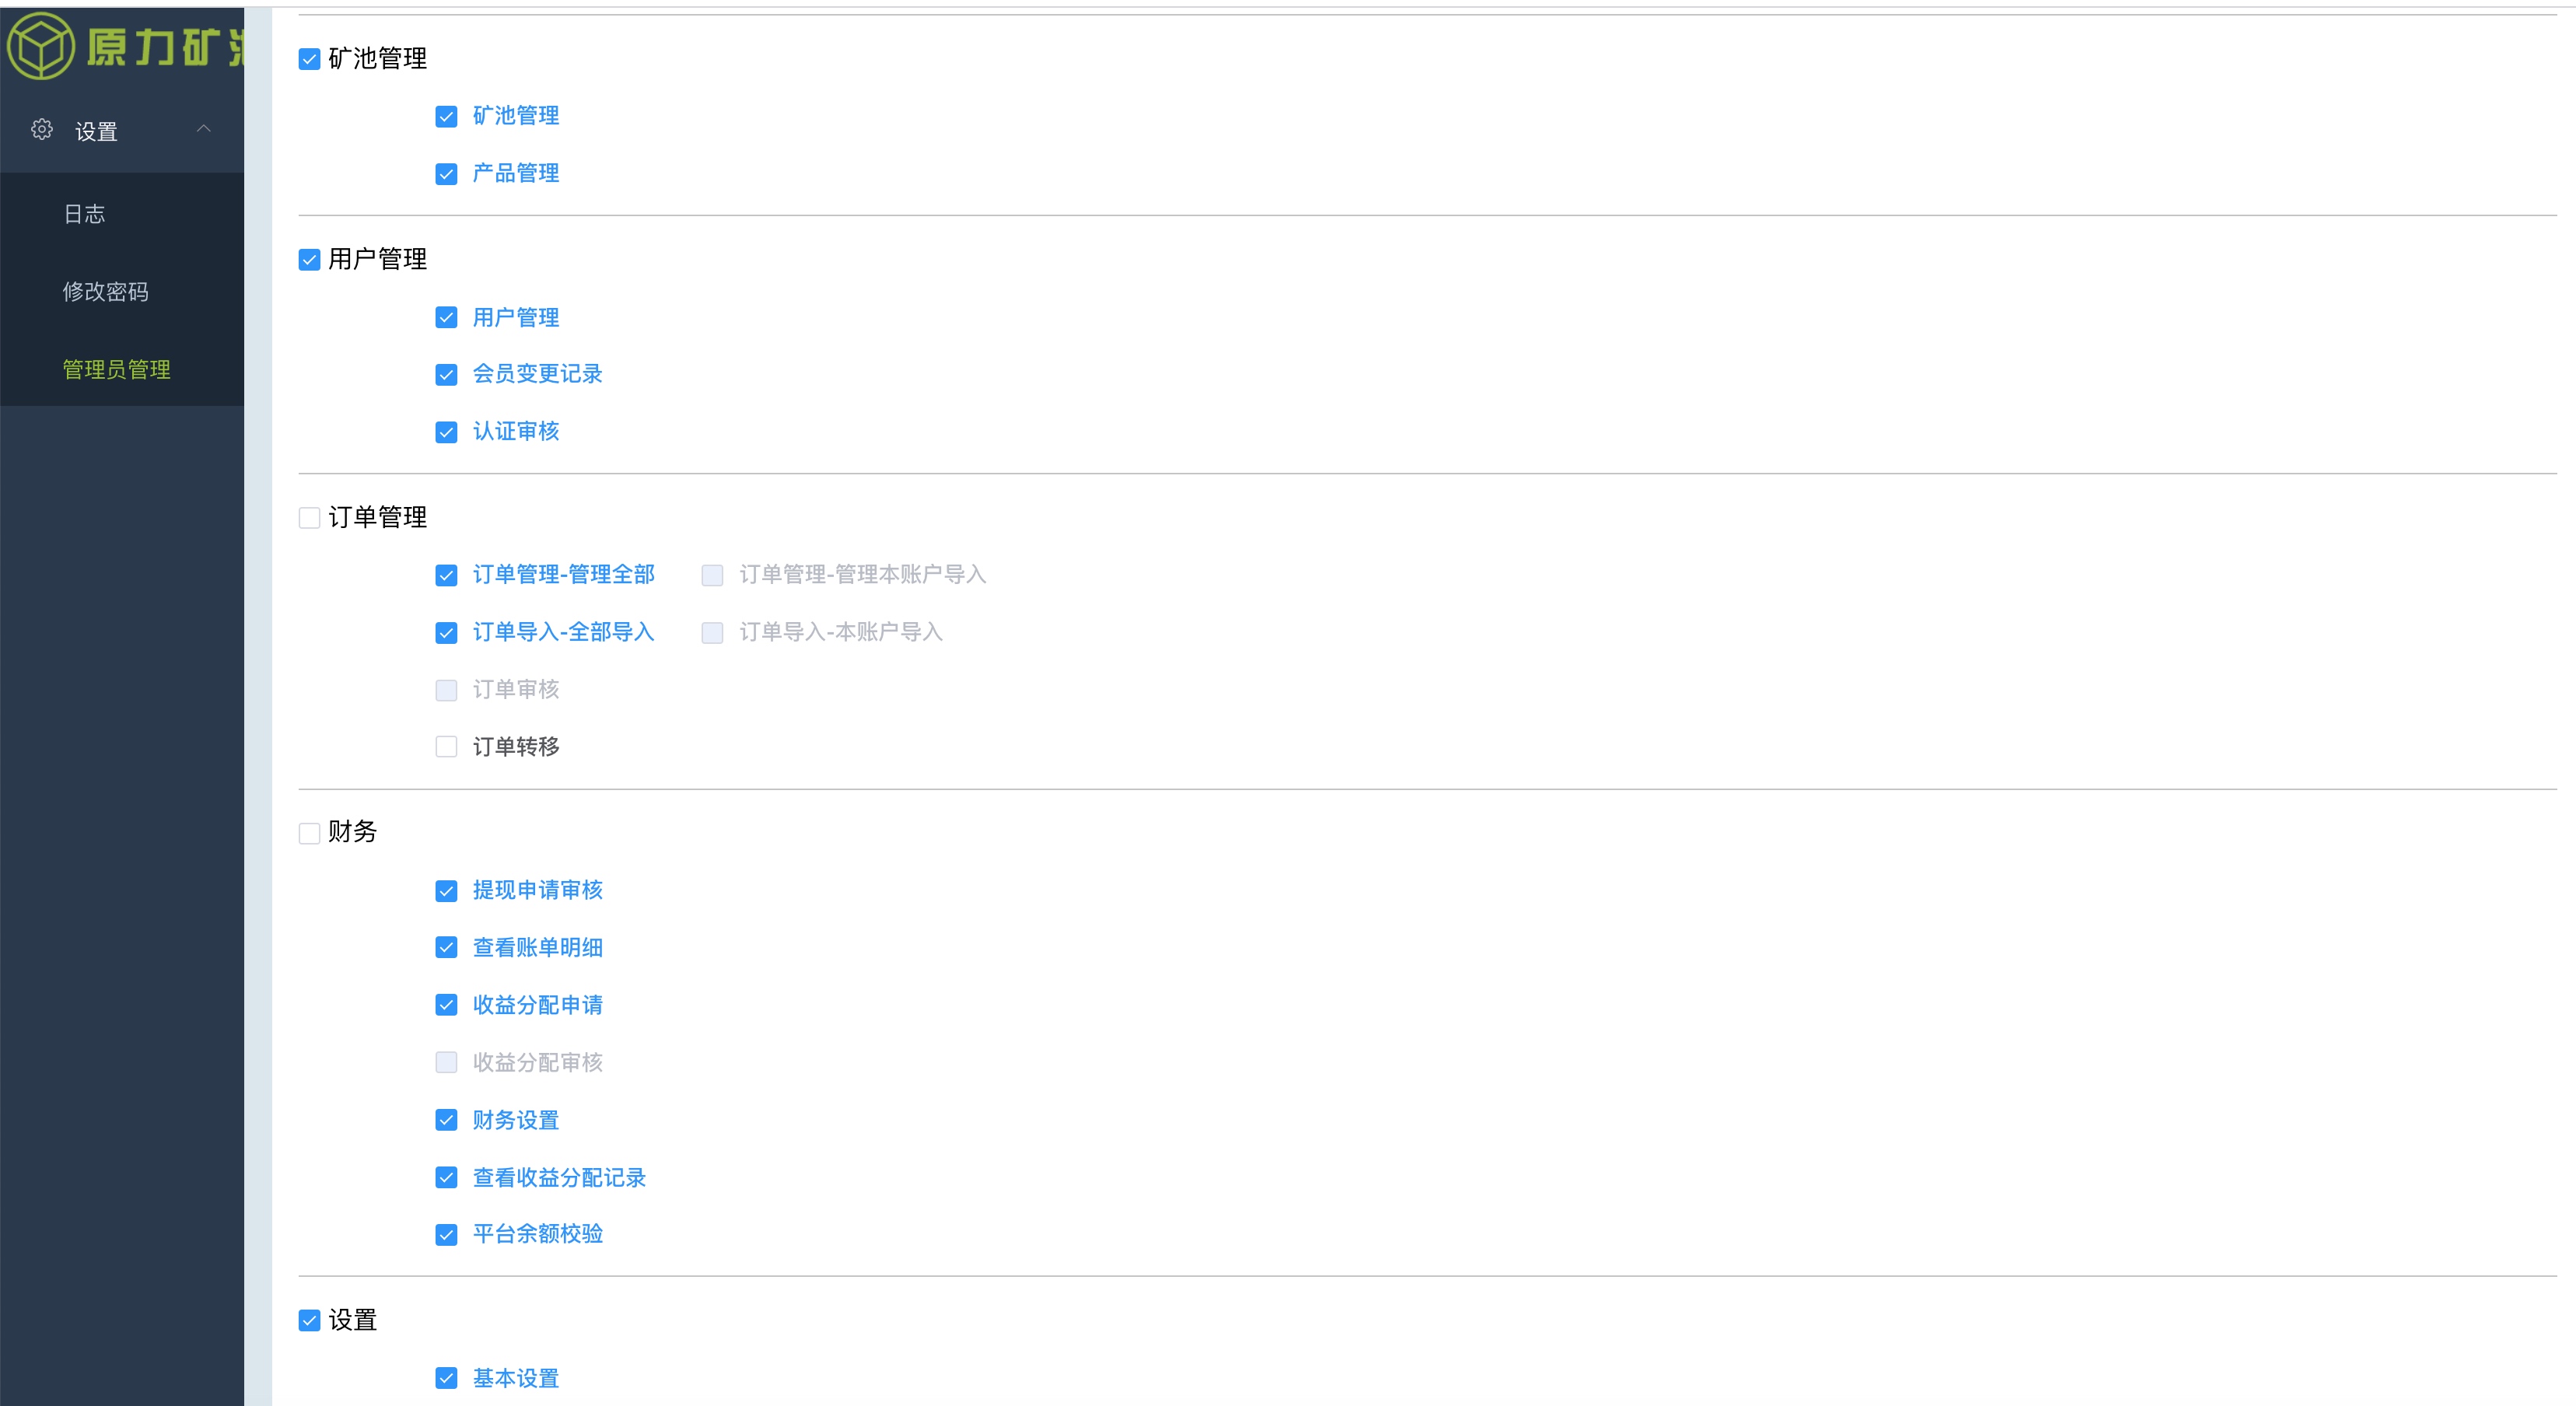 原力矿
设置
日志
修改密码
管理员管理
矿池管理
矿池管理
产品管理
用户管理
用户管理
会员变更记录
认证审核
订单管理
订单管理-管理全部 订单管理-管理本账户导入
订单导入-全部导入 订单导入-本账户导入
订单审核
订单转移
财务
提现申请审核
查看账单明细
收益分配申请
收益分配审核
财务设置
查看收益分配记录
平台余额校验
设置
基本设置